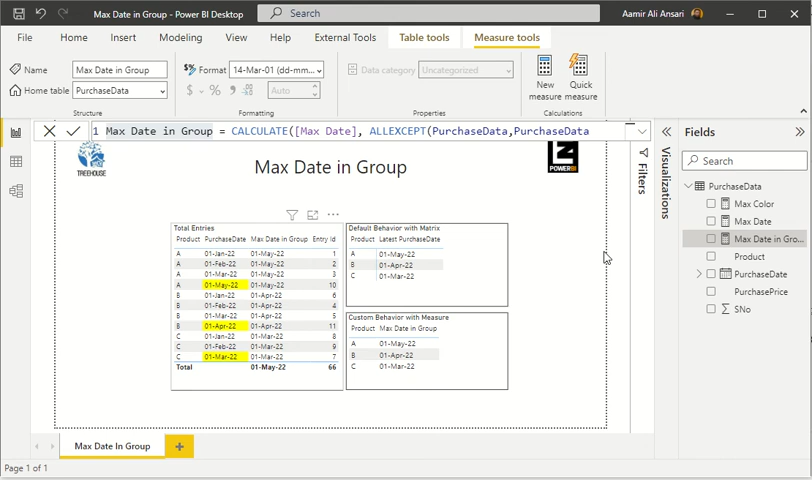 Max Date in Group - Power BI Desktop
Search
Aamir Ali Ansari
File Home Insert Modeling View Help External Tools Table tools Measure tools
Name Max Date in Group
Format 14-Mar-01 (dd-mm...
Data category Uncategorized
New measure
Quick measure
Home table PurchaseData
$ % Auto
Structure Formatting Properties Calculations
1 Max Date in Group = CALCULATE([Max Date], ALLEXCEPT(PurchaseData,PurchaseData
TREEHOUSE
Max Date in Group
POWERBI
Total Entries
Product PurchaseDate Max Date in Group Entry Id
A 01-Jan-22 01-May-22 1
A 01-Feb-22 01-May-22 2
A 01-Mar-22 01-May-22 3
A 01-May-22 01-May-22 10
B 01-Jan-22 01-Apr-22 6
B 01-Feb-22 01-Apr-22 4
B 01-Mar-22 01-Apr-22 5
B 01-Apr-22 01-Apr-22 11
C 01-Jan-22 01-Mar-22 8
C 01-Feb-22 01-Mar-22 9
C 01-Mar-22 01-Mar-22 7
Total 01-May-22 66
Default Behavior with Matrix
Product Latest PurchaseDate
A 01-May-22
B 01-Apr-22
C 01-Mar-22
Custom Behavior with Measure
Product Max Date in Group
A 01-May-22
B 01-Apr-22
C 01-Mar-22
Filters
Visualizations
Fields
Search
PurchaseData
Max Color
Max Date
Max Date in Gro...
Product
PurchaseDate
PurchasePrice
SNo
Max Date In Group
Page 1 of 1